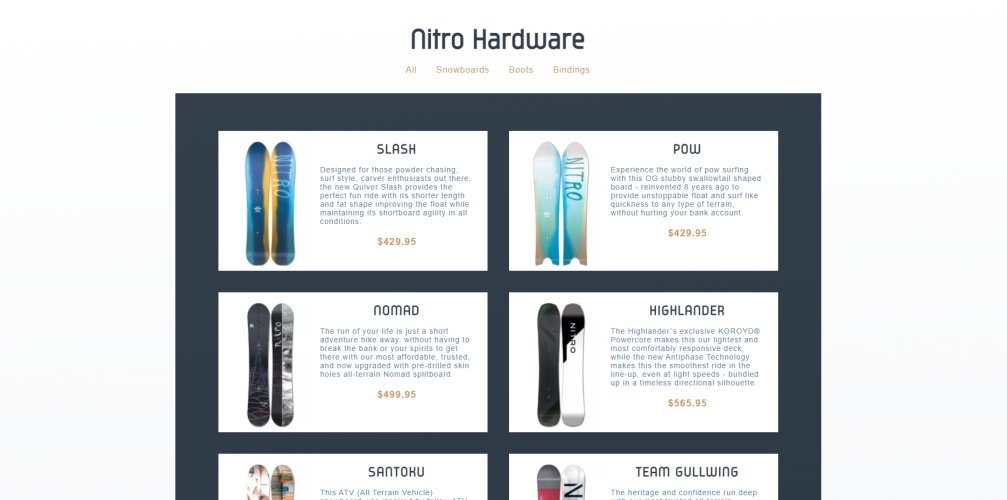 Nitro Hardware
All Snowboards Boots Bindings
SLASH
Designed for those powder chasing,
surf style, carver enthusiasts out there,
the new Quiver Slash provides the
perfect fun ride with its shorter length
and fat shape improving the float while
maintaining its shortboard agility in all
conditions.
$429.95
NITRO
POW
Experience the world of pow surfing
with this OG stubby swallowtail shaped
board - reinvented 8 years ago to
provide unstoppable float and surf like
quickness to any type of terrain,
without hurting your bank account.
$429.95
NITRO
NOMAD
The run of your life is just a short
adventure hike away, without having to
break the bank or your spirits to get
there with our most affordable, trusted,
and now upgraded with pre-drilled skin
holes all-terrain Nomad splitboard
$499.95
nitro
HIGHLANDER
The Highlander´s exclusive KOROYD®
Powercore makes this our lightest and
most comfortably responsive deck,
while the new Antiphase Technology
makes this the smoothest ride in the
line-up, even at light speeds - bundled
up in a timeless directional silhouette.
$565.95
NITRO
SANTOKU
This ATV (All Terrain Vehicle)
TEAM GULLWING
The heritage and confidence run deep